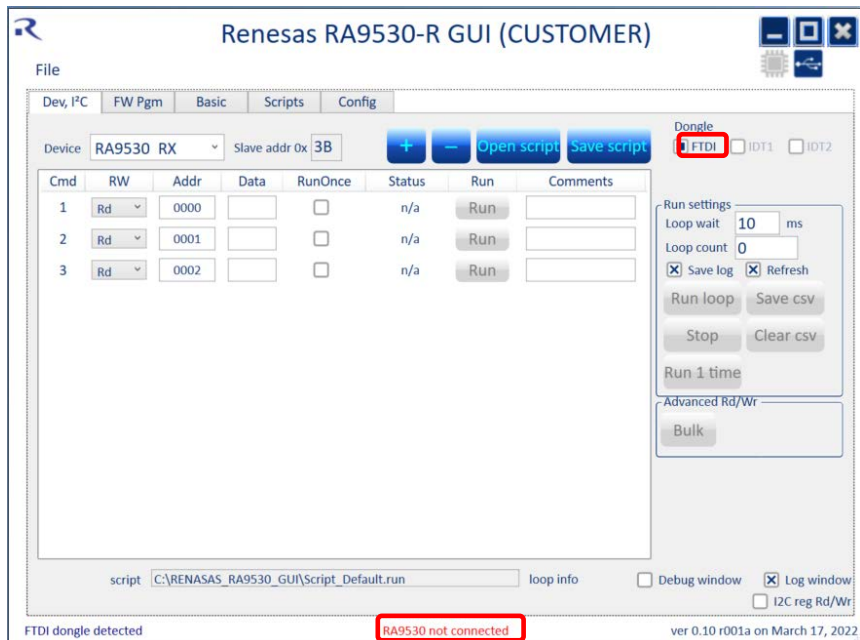 Renesas RA9530-R GUI (CUSTOMER)
File
Dev, I²C FW Pgm Basic Scripts Config
Device RA9530 RX Slave addr 0x 3B + − Open script Save script
Dongle
FTDI IDT1 IDT2
Cmd RW Addr Data RunOnce Status Run Comments
1 Rd 0000 n/a Run
2 Rd 0001 n/a Run
3 Rd 0002 n/a Run
Run settings
Loop wait 10 ms
Loop count 0
Save log Refresh
Run loop Save csv
Stop Clear csv
Run 1 time
Advanced Rd/Wr
Bulk
script C:\RENASAS_RA9530_GUI\Script_Default.run loop info Debug window Log window
I2C reg Rd/Wr
FTDI dongle detected RA9530 not connected ver 0.10 r001a on March 17, 2022